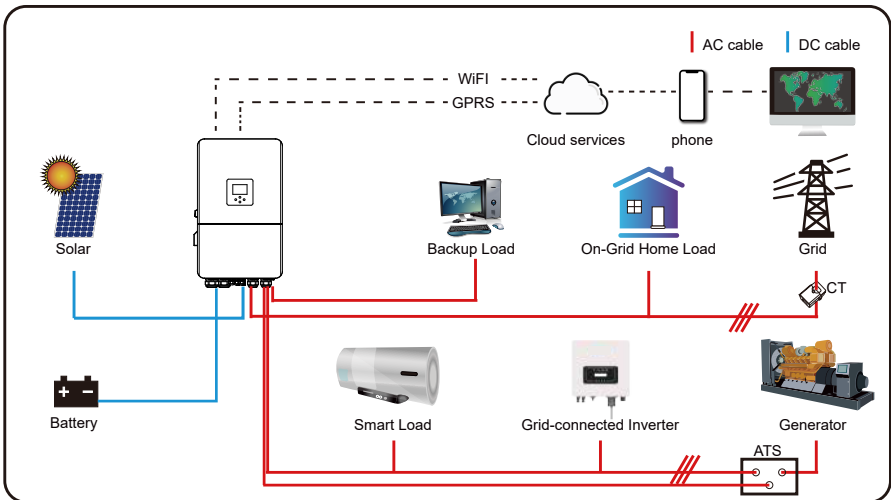 AC cable
DC cable
WiFI
GPRS
Cloud services
phone
Solar
Backup Load
On-Grid Home Load
Grid
CT
Battery
Smart Load
Grid-connected Inverter
Generator
ATS